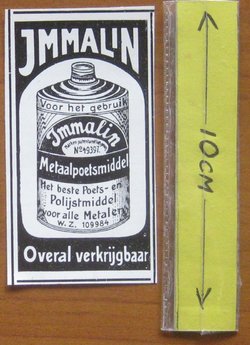 IMMALIN
Voor het gebruik
Immalin
No 49397
Metaalpoetsmiddel
Het beste Poets- en
Polijstmiddel
voor alle Metalen
W.Z. 109984
Overal verkrijgbaar
10CM